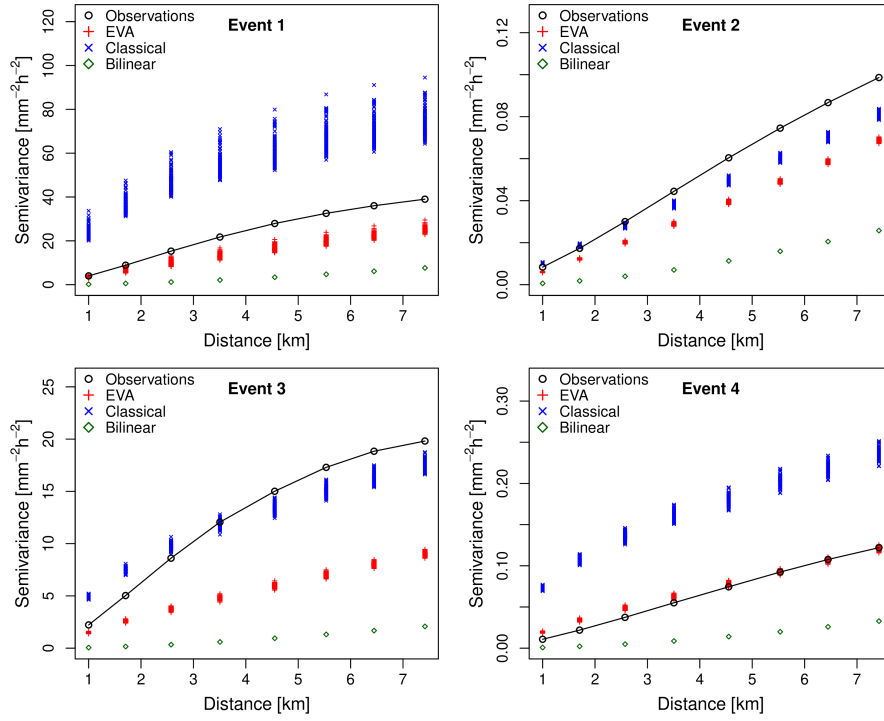 Event 1
Observations
EVA
Classical
Bilinear
Semivariance [mm⁻²h⁻²]
0 20 40 60 80 100 120
1 2 3 4 5 6 7
Distance [km]
Event 2
Observations
EVA
Classical
Bilinear
Semivariance [mm⁻²h⁻²]
0.00 0.04 0.08 0.12
1 2 3 4 5 6 7
Distance [km]
Event 3
Observations
EVA
Classical
Bilinear
Semivariance [mm⁻²h⁻²]
0 5 10 15 20 25
1 2 3 4 5 6 7
Distance [km]
Event 4
Observations
EVA
Classical
Bilinear
Semivariance [mm⁻²h⁻²]
0.00 0.10 0.20 0.30
1 2 3 4 5 6 7
Distance [km]